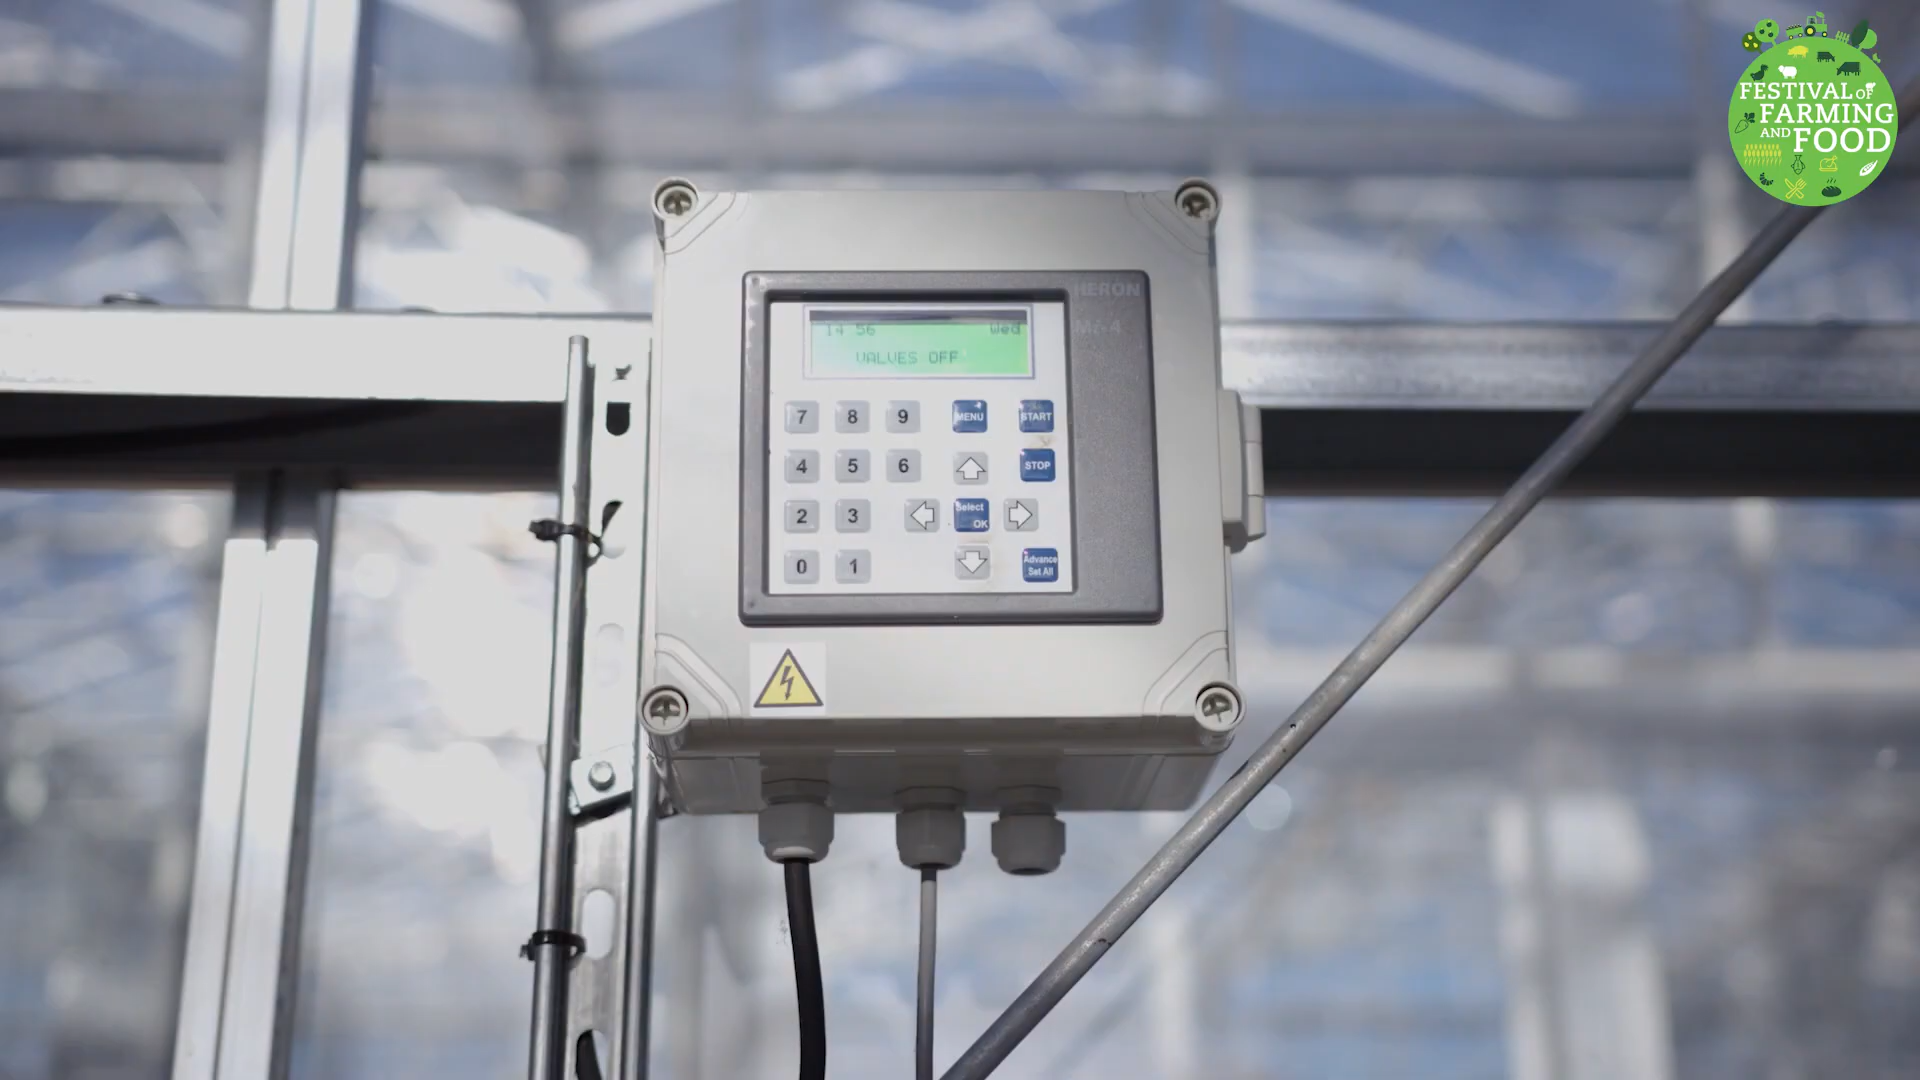 FESTIVAL OF
FARMING
AND FOOD
HERON
14 56 Wed
VALVES OFF
7 8 9 MENU START
4 5 6 STOP
2 3 Select OK
0 1 Advance Set All